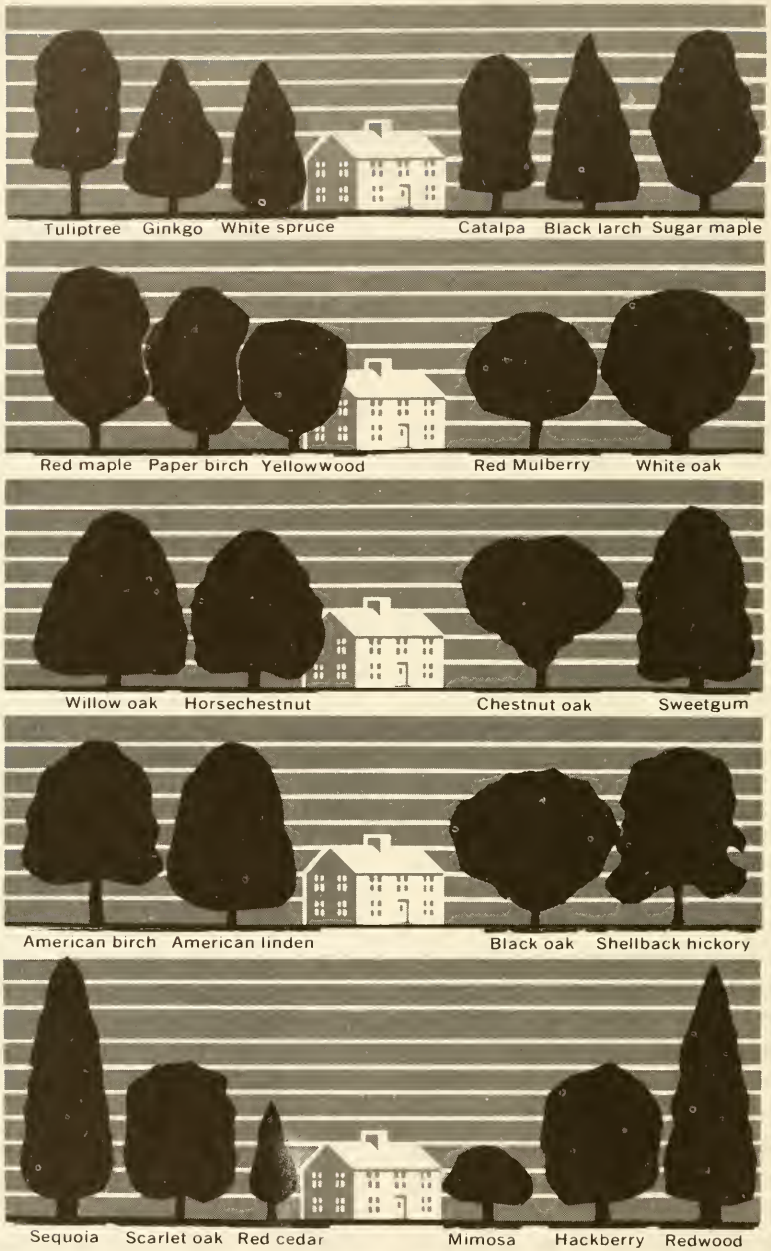 Tuliptree Ginkgo White spruce Catalpa Black larch Sugar maple
Red maple Paper birch Yellowwood Red Mulberry White oak
Willow oak Horsechestnut Chestnut oak Sweetgum
American birch American linden Black oak Shellback hickory
Sequoia Scarlet oak Red cedar Mimosa Hackberry Redwood